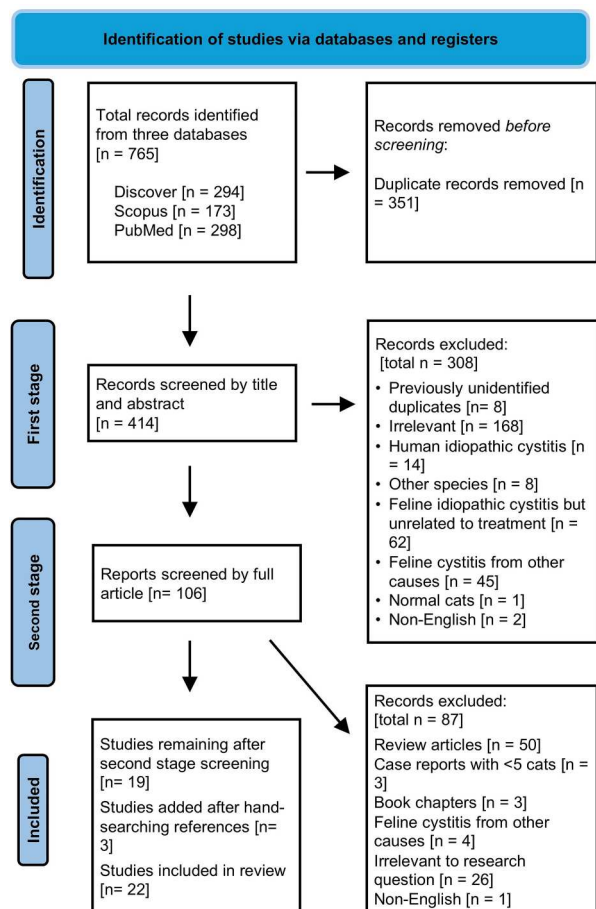 Identification of studies via databases and registers
Identification
Total records identified
from three databases
[n = 765]
Discover [n = 294]
Scopus [n = 173]
PubMed [n = 298]
Records removed before
screening:
Duplicate records removed [n
= 351]
First stage
Records screened by title
and abstract
[n = 414]
Records excluded:
[total n = 308]
• Previously unidentified
duplicates [n= 8]
• Irrelevant [n = 168]
• Human idiopathic cystitis [n
= 14]
• Other species [n = 8]
• Feline idiopathic cystitis but
unrelated to treatment [n =
62]
• Feline cystitis from other
causes [n = 45]
• Normal cats [n = 1]
• Non-English [n = 2]
Second stage
Reports screened by full
article [n= 106]
Included
Studies remaining after
second stage screening
[n= 19]
Studies added after hand-
searching references [n=
3]
Studies included in review
[n= 22]
Records excluded:
[total n = 87]
Review articles [n = 50]
Case reports with <5 cats [n =
3]
Book chapters [n = 3]
Feline cystitis from other
causes [n = 4]
Irrelevant to research
question [n = 26]
Non-English [n = 1]